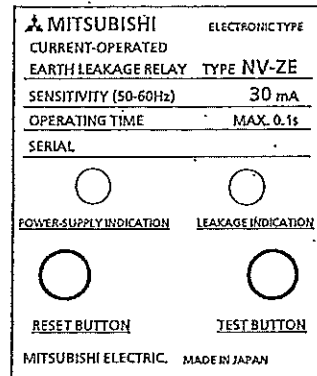 MITSUBISHI ELECTRONIC TYPE
CURRENT-OPERATED
EARTH LEAKAGE RELAY TYPE NV-ZE
SENSITIVITY (50-60Hz) 30 mA
OPERATING TIME MAX. 0.1s
SERIAL
POWER-SUPPLY INDICATION LEAKAGE INDICATION
RESET BUTTON TEST BUTTON
MITSUBISHI ELECTRIC. MADE IN JAPAN